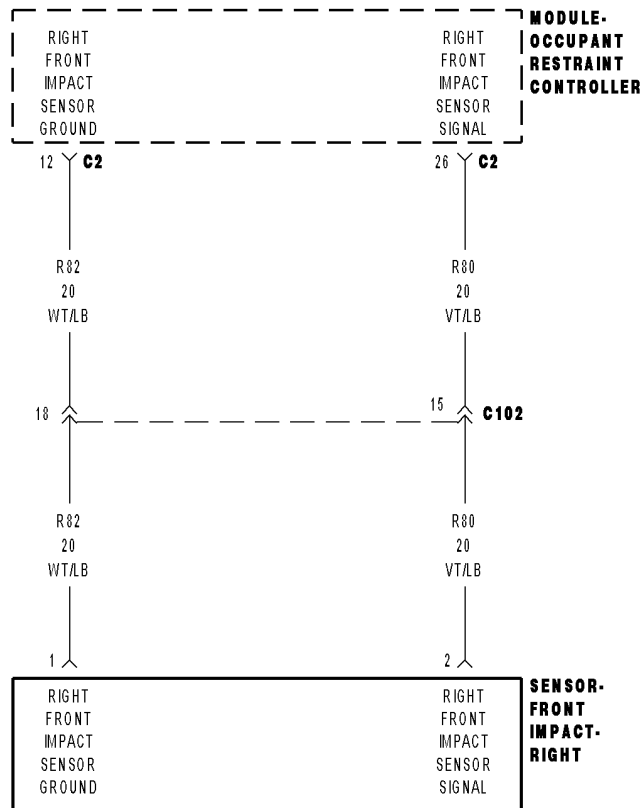 MODULE-
OCCUPANT
RESTRAINT
CONTROLLER
RIGHT
FRONT
IMPACT
SENSOR
GROUND
RIGHT
FRONT
IMPACT
SENSOR
SIGNAL
12 C2
26 C2
R82
20
WT/LB
R80
20
VT/LB
18
15
C102
R82
20
WT/LB
R80
20
VT/LB
1
2
RIGHT
FRONT
IMPACT
SENSOR
GROUND
RIGHT
FRONT
IMPACT
SENSOR
SIGNAL
SENSOR-
FRONT
IMPACT-
RIGHT